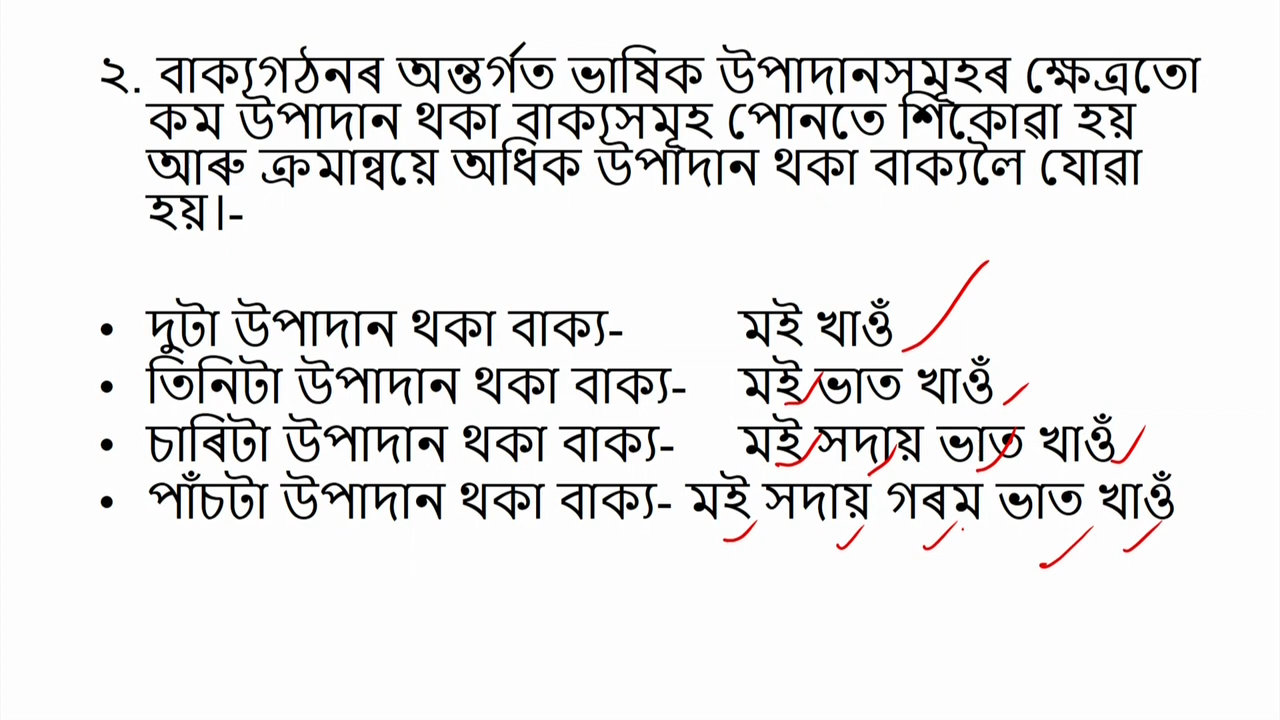 ২. বাক্যগঠনৰ অন্তৰ্গত ভাষিক উপাদানসমূহৰ ক্ষেত্ৰতো
কম উপাদান থকা বাক্যসমূহ পোনতে শিকোৱা হয়
আৰু ক্ৰমান্বয়ে অধিক উপাদান থকা বাক্যলৈ যোৱা
হয়।-
• দুটা উপাদান থকা বাক্য- মই খাওঁ
• তিনিটা উপাদান থকা বাক্য- মই ভাত খাওঁ
• চাৰিটা উপাদান থকা বাক্য- মই সদায় ভাত খাওঁ
• পাঁচটা উপাদান থকা বাক্য- মই সদায় গৰম ভাত খাওঁ